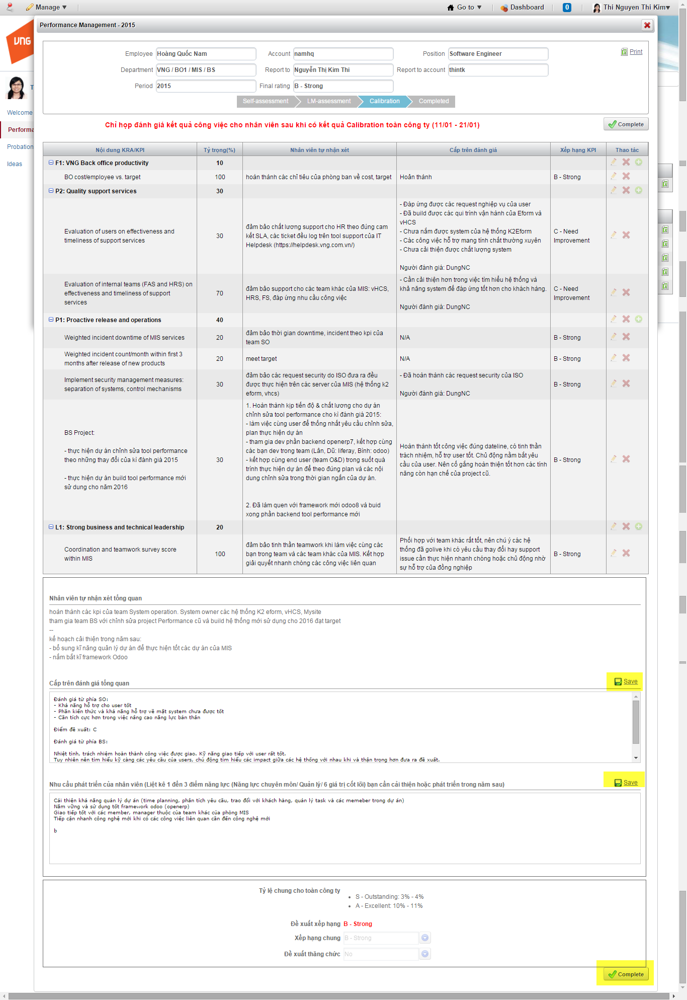 Manage ▼
Go to ▼
Dashboard
0
Thi Nguyen Thi Kim▾
VNG
Performance Management - 2015
Employee Hoàng Quốc Nam Account namhq Position Software Engineer
Print
Department VNG / BO1 / MIS / BS Report to Nguyễn Thị Kim Thi Report to account thintk
Period 2015 Final rating B - Strong
Self-assessment LM-assessment Calibration Completed
T
Welcome
Performa
Probation
Ideas
Chỉ họp đánh giá kết quả công việc cho nhân viên sau khi có kết quả Calibration toàn công ty (11/01 - 21/01)
Complete
Nội dung KRA/KPI Tỷ trọng(%) Nhân viên tự nhận xét Cấp trên đánh giá Xếp hạng KPI Thao tác
F1: VNG Back office productivity 10
BO cost/employee vs. target 100 hoàn thành các chỉ tiêu của phòng ban về cost, target Hoàn thành B - Strong
P2: Quality support services 30
Evaluation of users on effectiveness and
timeliness of support services
30
đảm bảo chất lương support cho HR theo đúng cam
kết SLA, các ticket đều log trên tool support của IT
Helpdesk (https://helpdesk.vng.com.vn/)
- Đáp ứng được các request nghiệp vụ của user
- Đã build được các qui trình vận hành của Eform và
vHCS
- Chưa nắm được system của hệ thống K2Eform
- Các công việc hỗ trợ mang tính chất thường xuyên
- Chưa cải thiện được chất lượng system
Người đánh giá: DungNC
C - Need
Improvement
Evaluation of internal teams (FAS and HRS) on
effectiveness and timeliness of support
services
70
đảm bảo support cho các team khác của MIS: vHCS,
HRS, FS, đáp ứng nhu cầu công việc
- Cần cải thiện hơn trong việc tìm hiểu hệ thống và
khả năng system để đáp ứng tốt hơn cho khách hàng.
Người đánh giá: DungNC
C - Need
Improvement
P1: Proactive release and operations 40
Weighted incident downtime of MIS services
20
đảm bảo thời gian downtime, incident theo kpi của
team SO
N/A
B - Strong
Weighted incident count/month within first 3
months after release of new products
20
meet target
N/A
B - Strong
Implement security management measures:
separation of systems, control mechanisms
30
đảm bảo các request security do ISO đưa ra đều
được thực hiện trên các server của MIS (hệ thống k2
eform, vhcs)
- Đã hoàn thành các request security của ISO
Người đánh giá: DungNC
B - Strong
BS Project:
- thực hiện dự án chỉnh sửa tool performance
theo những thay đổi của kì đánh giá 2015
- thực hiện dự án build tool performance mới
sử dung cho năm 2016
30
1. Hoàn thành kịp tiến độ & chất lượng cho dự án
chỉnh sửa tool performance cho kì đánh giá 2015:
- làm việc cùng user để thống nhất yêu cầu chỉnh sửa,
plan thực hiện dự án
- tham gia dev phần backend openerp7, kết hợp cùng
các bạn dev trong team (Lân, Dũ: liferay, Bình: odoo)
- kết hợp cùng end user (team O&D) trong suốt quá
trình thực hiện dự án để theo đúng plan và các nội
dung chỉnh sửa trong thời gian ngắn của dự án.
2. Đã làm quen với framework mới odoo8 và buid
xong phần backend tool performance mới
Hoàn thành tốt công việc đúng dateline, có tinh thần
trách nhiệm, hỗ trợ user tốt. Chủ động nằm bắt yêu
cầu của user. Nên cố gắng hoàn thiện tốt hơn các tính
năng còn hạn chế của project cũ.
B - Strong
L1: Strong business and technical leadership 20
Coordination and teamwork survey score
within MIS
100
đảm bảo tinh thần teamwork khi làm việc cùng các
bạn trong team và các team khác của MIS. Kết hợp
giải quyết nhanh chóng các công việc liên quan
Phối hợp với team khác rất tốt, nên chú ý các hệ
thống đã golive khi có yêu cầu thay đổi hay support
issue cần thực hiện nhanh chóng hoặc chủ động nhờ
sự hỗ trợ của đồng nghiệp
B - Strong
Nhân viên tự nhận xét tổng quan
hoàn thành các kpi của team System operation. System owner các hệ thống K2 eform, vHCS, Mysite
tham gia team BS với chỉnh sửa project Performance cũ và build hệ thống mới sử dụng cho 2016 đạt target
--
kế hoạch cải thiện trong năm sau:
- bổ sung kĩ năng quản lý dự án để thực hiện tốt các dự án của MIS
- nắm bắt kĩ framework Odoo
Cấp trên đánh giá tổng quan
Save
Đánh giá từ phía SO:
- Khả năng hỗ trợ cho user tốt
- Phần kiến thức và khả năng hỗ trợ về mặt system chưa được tốt
- Cần tích cực hơn trong việc nâng cao năng lực bản thân
Điểm đề xuất: C
Đánh giá từ phía BS:
Nhiệt tình, trách nhiệm hoàn thành công việc được giao. Kỹ năng giao tiếp với user rất tốt.
Tuy nhiên nên tìm hiểu kỹ càng các yêu cầu của users, chủ động tìm hiểu các impact giữa các hệ thống với nhau khi và thận trọng hơn đưa ra đề xuất.
Nhu cầu phát triển của nhân viên (Liệt kê 1 đến 3 điểm năng lực (Năng lực chuyên môn/ Quản lý/ 6 giá trị cốt lõi) bạn cần cải thiện hoặc phát triển trong năm sau)
Save
Cải thiện khả năng quản lý dự án (time planning, phân tích yêu cầu, trao đổi với khách hàng, quản lý task và các memeber trong dự án)
Năm vững và sử dụng tốt framework odoo (openerp)
Giao tiếp tốt với các member, manager thuộc của team khác của phòng MIS
Tiếp cận nhanh công nghệ mới khi có các công việc liên quan cần đến công nghệ mới
b
Tỷ lệ chung cho toàn công ty
• S - Outstanding: 3% - 4%
• A - Excellent: 10% - 11%
Đề xuất xếp hạng B - Strong
Xếp hạng chung B - Strong
Đề xuất thăng chức No
Complete